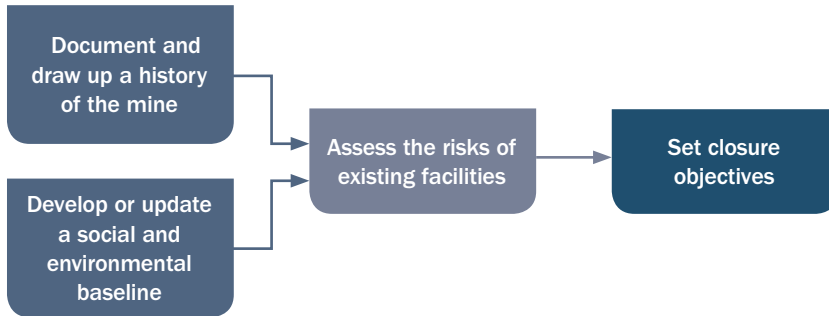 Document and
draw up a history
of the mine
Develop or update
a social and
environmental
baseline
Assess the risks of
existing facilities
Set closure
objectives